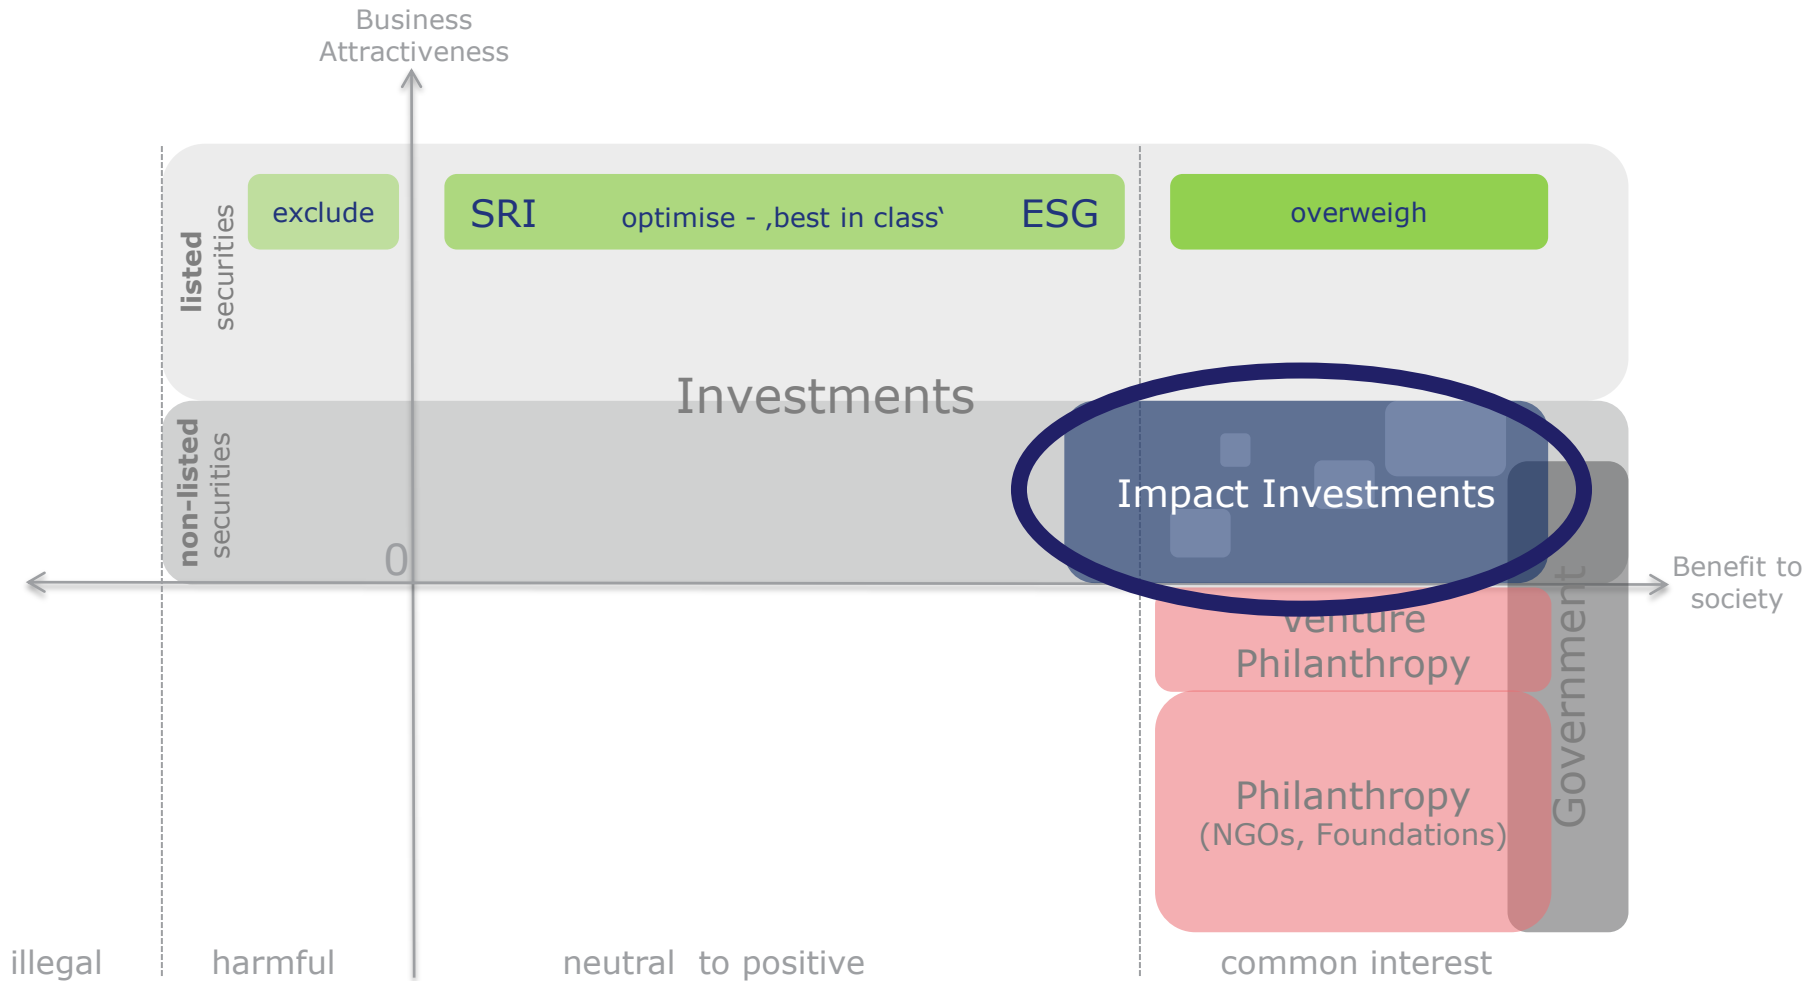 Business
Attractiveness
listed
securities
exclude
SRI optimise - ‚best in class‘ ESG
overweigh
Investments
non-listed
securities
Impact Investments
0
Benefit to
society
Venture
Philanthropy
Government
Philanthropy
(NGOs, Foundations)
illegal harmful neutral to positive common interest